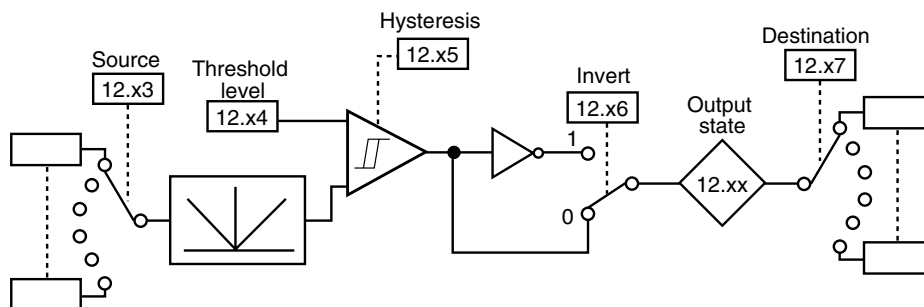 Hysteresis
12.x5
Source
12.x3
Threshold
level
12.x4
Invert
12.x6
1
0
Output
state
12.xx
Destination
12.x7